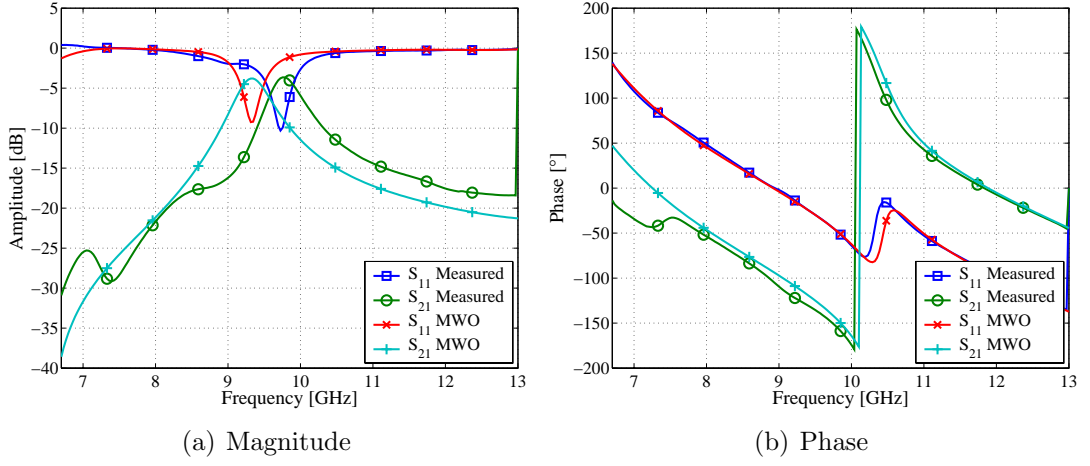 5
0
−5
−10
−15
−20
−25
−30
−35
−40
Amplitude [dB]
7 8 9 10 11 12 13
Frequency [GHz]
S11 Measured
S21 Measured
S11 MWO
S21 MWO
(a) Magnitude
200
150
100
50
0
−50
−100
−150
−200
Phase [°]
7 8 9 10 11 12 13
Frequency [GHz]
S11 Measured
S21 Measured
S11 MWO
S21 MWO
(b) Phase